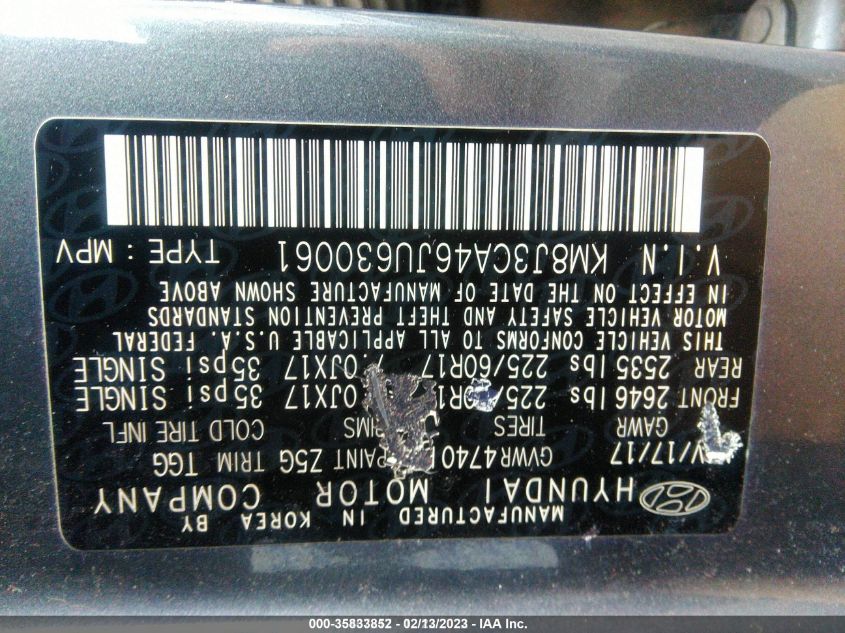 MANUFACTURED IN KOREA BY
HYUNDAI MOTOR COMPANY
/17/17 GVWR4740 PAINT Z5G TRIM TGG
GAWR TIRES RIMS COLD TIRE INFL
FRONT 2646 lbs 225/ 0JX17 35psi SINGLE
REAR 2535 lbs 225/60R17 7.0JX17 35psi SINGLE
THIS VEHICLE CONFORMS TO ALL APPLICABLE U.S.A. FEDERAL
MOTOR VEHICLE SAFETY AND THEFT PREVENTION STANDARDS
IN EFFECT ON THE DATE OF MANUFACTURE SHOWN ABOVE
V.I.N KM8J3CA46JU630061 TYPE : MPV
000-35833852 - 02/13/2023 - IAA Inc.